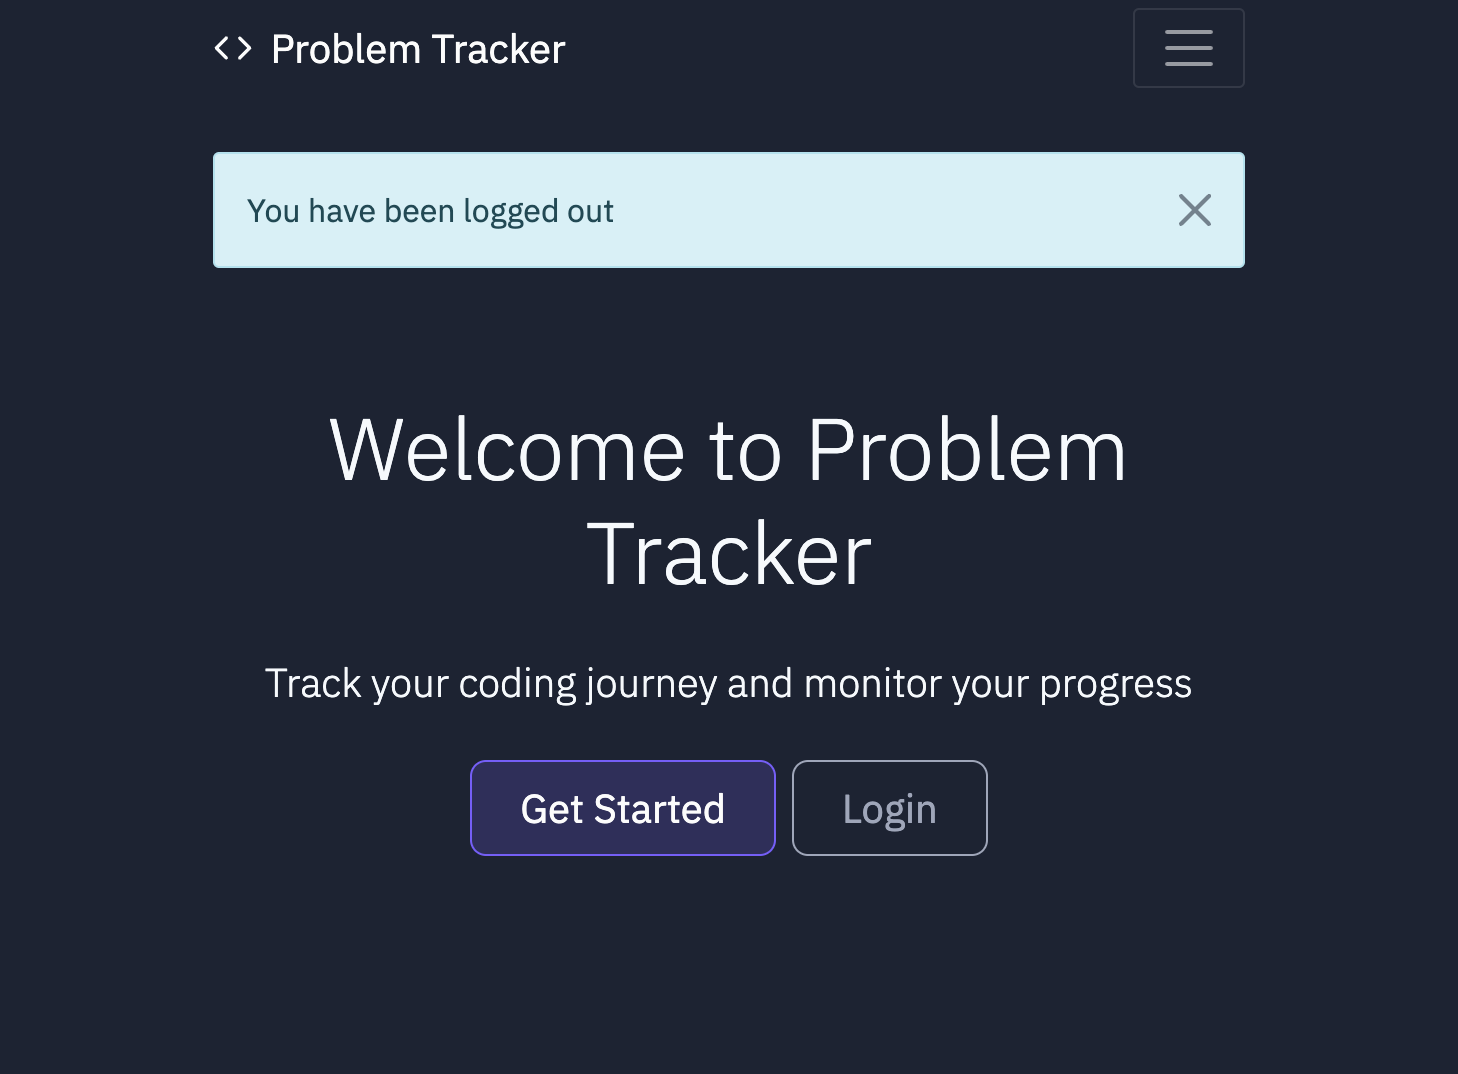 Problem Tracker
You have been logged out
Welcome to Problem
Tracker
Track your coding journey and monitor your progress
Get Started
Login